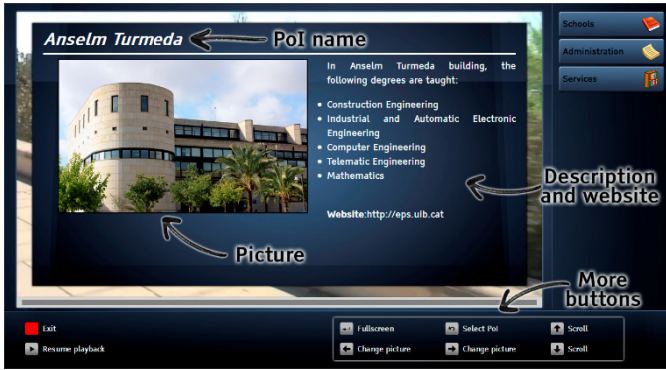 Anselm Turmeda
PoI name
In Anselm Turmeda building, the
following degrees are taught:
Construction Engineering
Industrial and Automatic Electronic
Engineering
Computer Engineering
Telematic Engineering
Mathematics
Website:http://eps.uib.cat
Picture
Description
and website
More
buttons
Schools
Administration
Services
Exit
Resume playback
Fullscreen
Select PoI
Scroll
Change picture
Change picture
Scroll